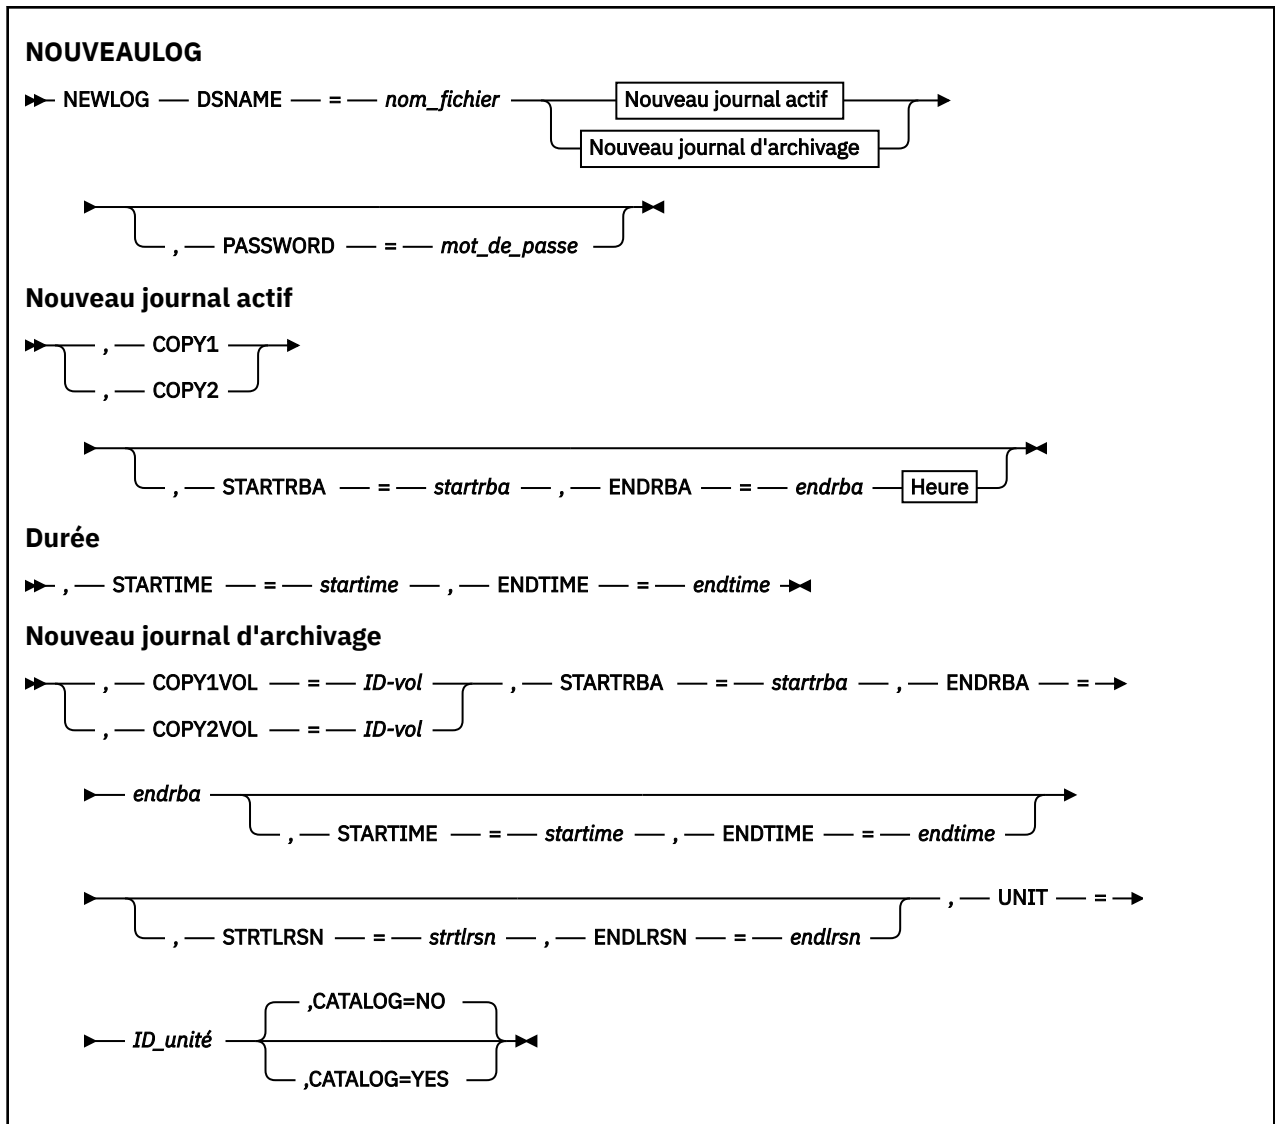 NOUVEAULOG
NEWLOG DSNAME = nom_fichier Nouveau journal actif
Nouveau journal d'archivage
, PASSWORD = mot_de_passe
Nouveau journal actif
, COPY1
, COPY2
, STARTRBA = startrba , ENDRBA = endrba Heure
Durée
, STARTIME = startime , ENDTIME = endtime
Nouveau journal d'archivage
, COPY1VOL = ID-vol , STARTRBA = startrba , ENDRBA =
, COPY2VOL = ID-vol
endrba
, STARTIME = startime , ENDTIME = endtime
, UNIT =
, STRTLRSN = strtlrsn , ENDLRSN = endlrsn
,CATALOG=NO
ID_unité
,CATALOG=YES